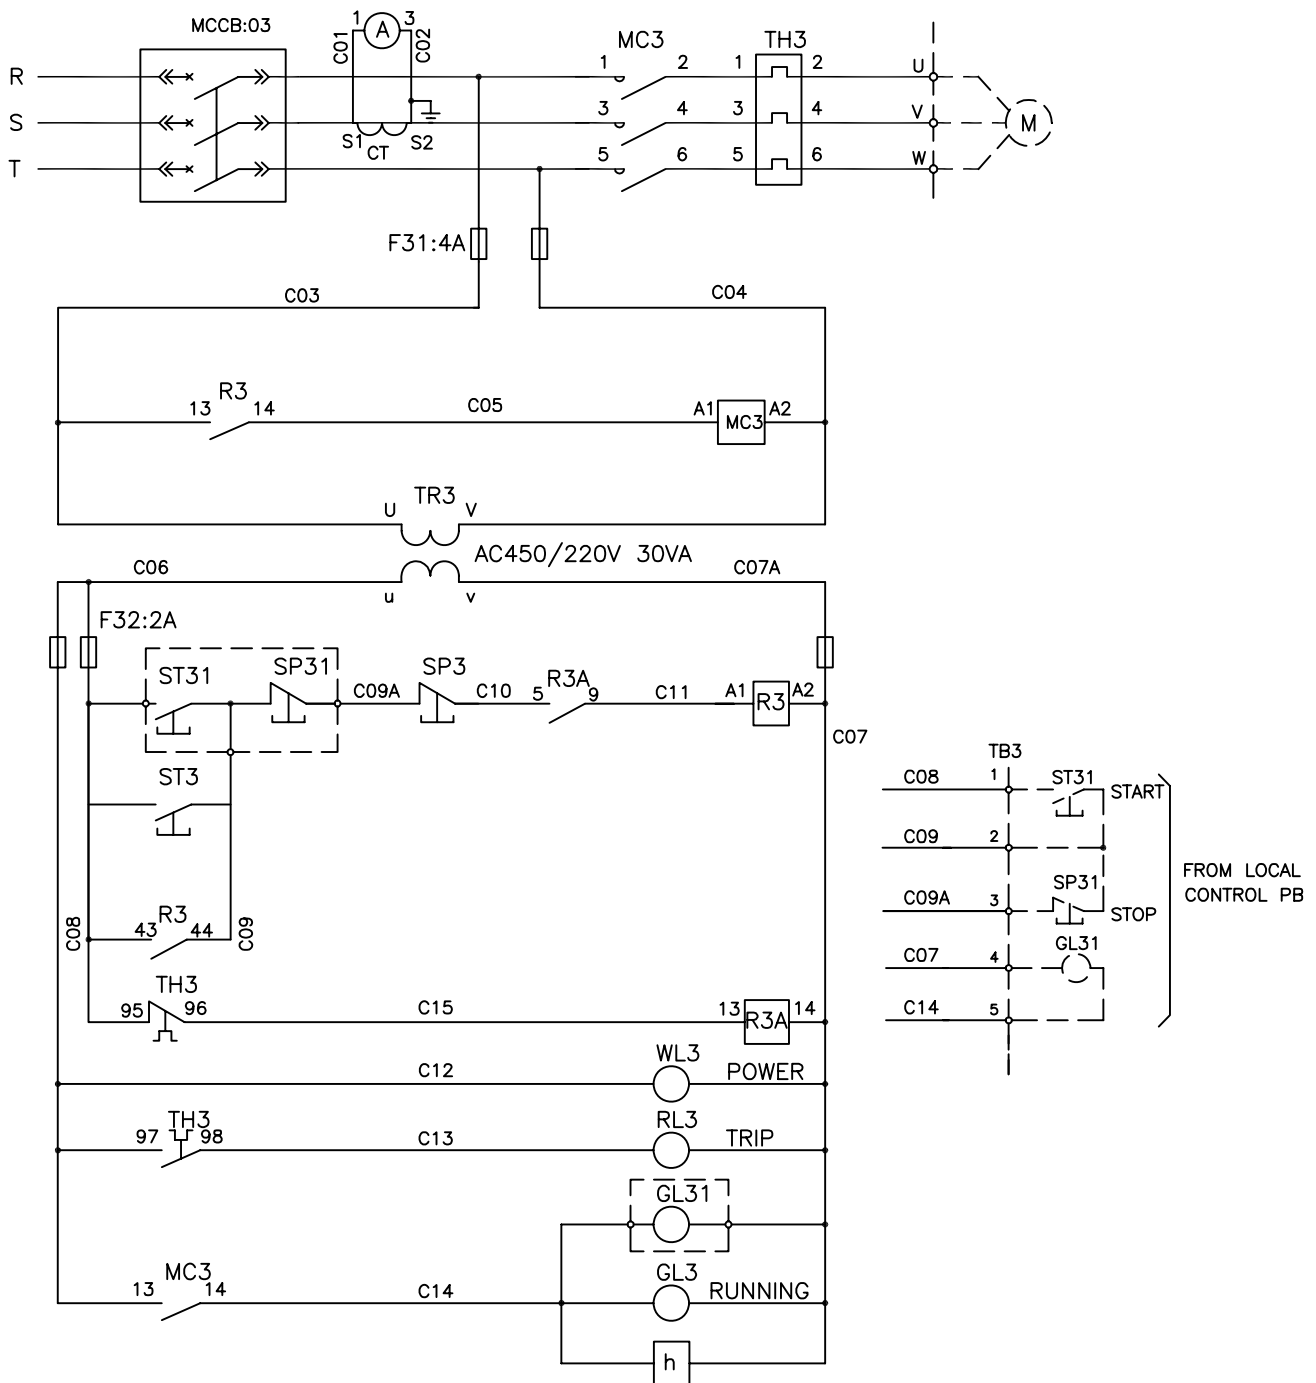 MCCB:03
1 A 3
C01 C02
MC3 TH3
R 1 2 1 2 U
S 3 4 3 4 V M
S1 CT S2
T 5 6 5 6 W
F31:4A
C03 C04
R3
13 14 C05 A1 MC3 A2
TR3
U V
AC450/220V 30VA
C06 C07A
u v
F32:2A
ST31 SP31 C09A SP3 C10 5 R3A 9 C11 A1 R3 A2
C07
ST3
R3
43 44
C08 C09
TH3
95 96 C15 13 R3A 14
C12 WL3 POWER
TH3
97 98 C13 RL3 TRIP
GL31
MC3
13 14 C14 GL3 RUNNING
h
TB3
C08 1 ST31 START
C09 2
C09A 3 SP31 STOP
C07 4 GL31
C14 5
FROM LOCAL
CONTROL PB